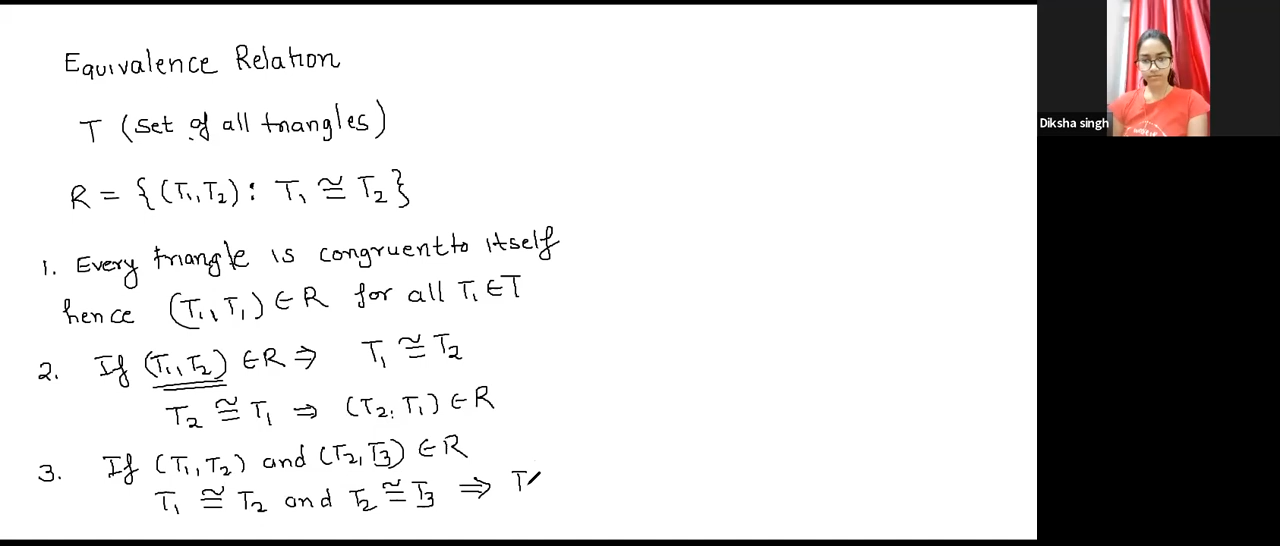 Equivalence Relation
T (set of all triangles)
R = {(T₁, T₂) : T₁ ≅ T₂}
1. Every triangle is congruent to itself
hence (T₁, T₁) ∈ R for all T₁ ∈ T
2. If (T₁, T₂) ∈ R ⇒ T₁ ≅ T₂
T₂ ≅ T₁ ⇒ (T₂, T₁) ∈ R
3. If (T₁, T₂) and (T₂, T₃) ∈ R
T₁ ≅ T₂ and T₂ ≅ T₃ ⇒ T
Diksha singh